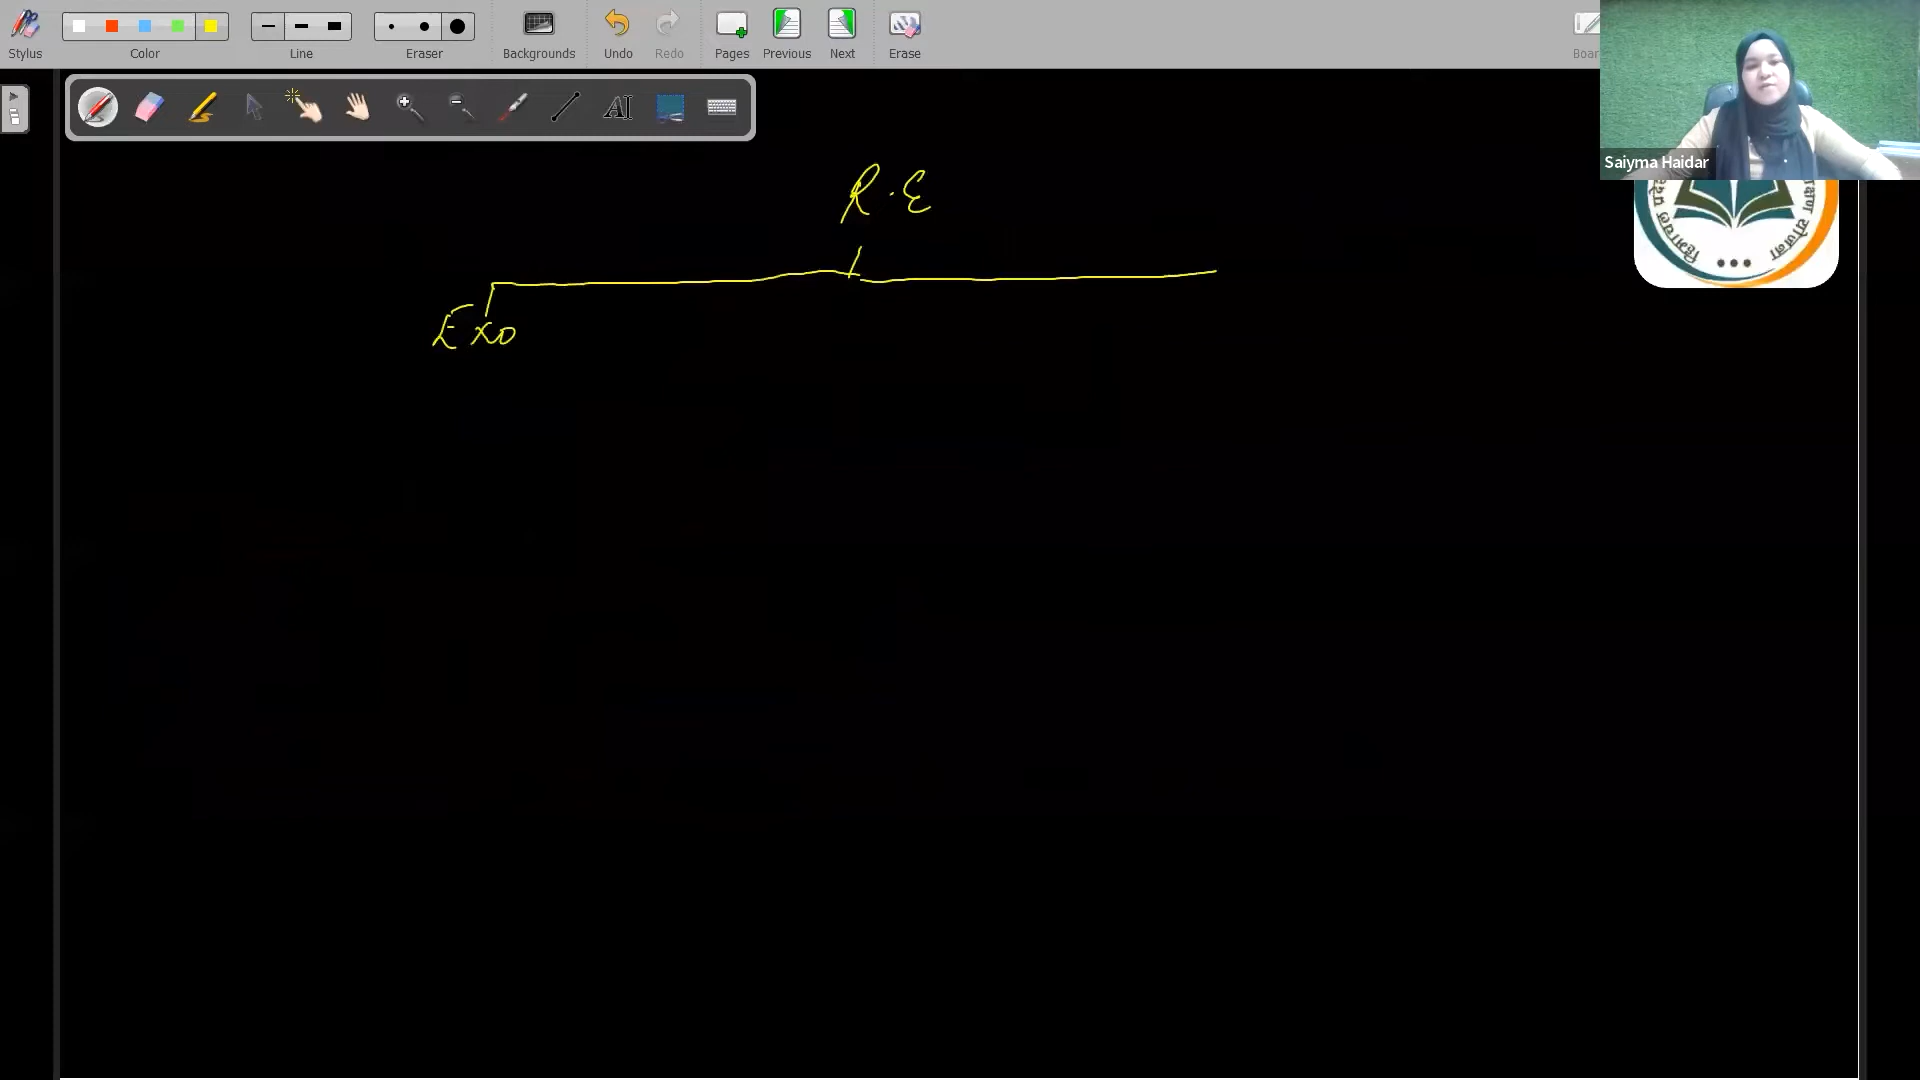 Stylus Color Line Eraser Backgrounds Undo Redo Pages Previous Next Erase
Saiyma Haidar
R.E
Exo